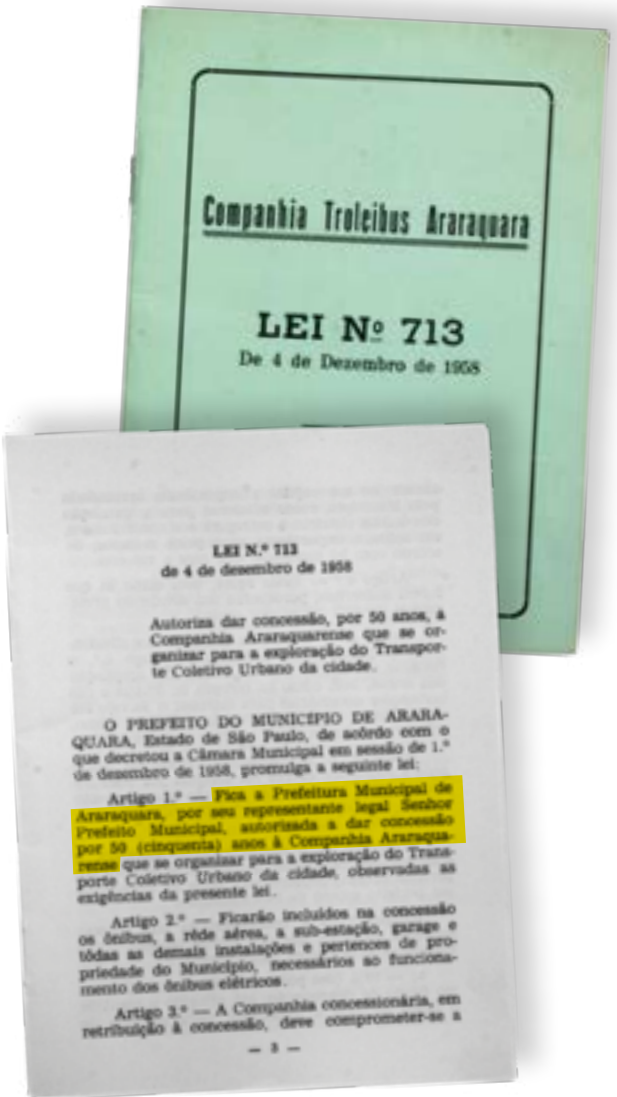 Companhia Troleibus Araraquara
LEI Nº 713
De 4 de Dezembro de 1958
LEI N.º 713
de 4 de dezembro de 1958
Autoriza dar concessão, por 50 anos, à
Companhia Araraquarense que se or-
ganizar para a exploração do Transpor-
te Coletivo Urbano da cidade.
O PREFEITO DO MUNICÍPIO DE ARARA-
QUARA, Estado de São Paulo, de acôrdo com o
que decretou a Câmara Municipal em sessão de 1.º
de dezembro de 1958, promulga a seguinte lei:
Artigo 1.º — Fica a Prefeitura Municipal de
Araraquara, por seu representante legal Senhor
Prefeito Municipal, autorizada a dar concessão
por 50 (cinquenta) anos à Companhia Araraqua-
rense que se organizar para a exploração do Trans-
porte Coletivo Urbano da cidade, observadas as
exigências da presente lei.
Artigo 2.º — Ficarão incluidos na concessão
os ônibus, a rêde aérea, a sub-estação, garage e
tôdas as demais instalações e pertences de pro-
priedade do Município, necessários ao funciona-
mento dos ônibus elétricos.
Artigo 3.º — A Companhia concessionária, em
retribuição à concessão, deve comprometer-se a
— 3 —